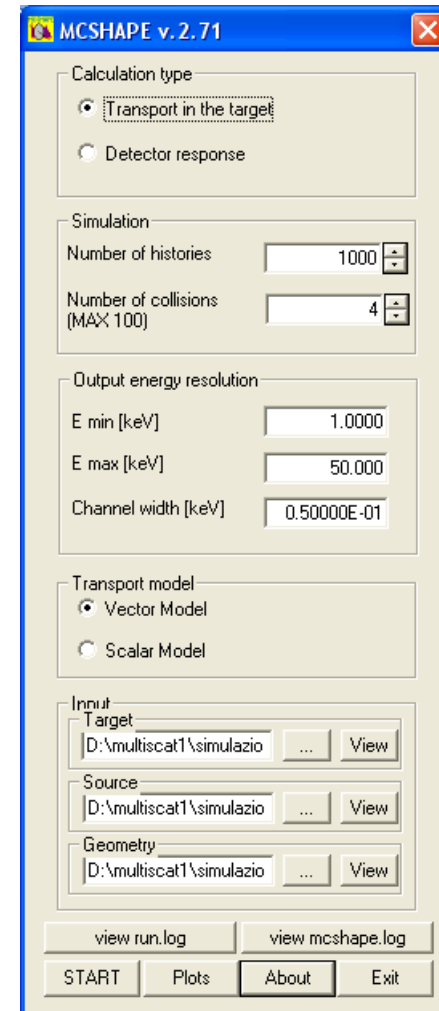 MCSHAPE v. 2.71
Calculation type
Transport in the target
Detector response
Simulation
Number of histories 1000
Number of collisions
(MAX 100) 4
Output energy resolution
E min [keV] 1.0000
E max [keV] 50.000
Channel width [keV] 0.50000E-01
Transport model
Vector Model
Scalar Model
Input
Target
D:\multiscat1\simulazio ... View
Source
D:\multiscat1\simulazio ... View
Geometry
D:\multiscat1\simulazio ... View
view run.log view mcshape.log
START Plots About Exit